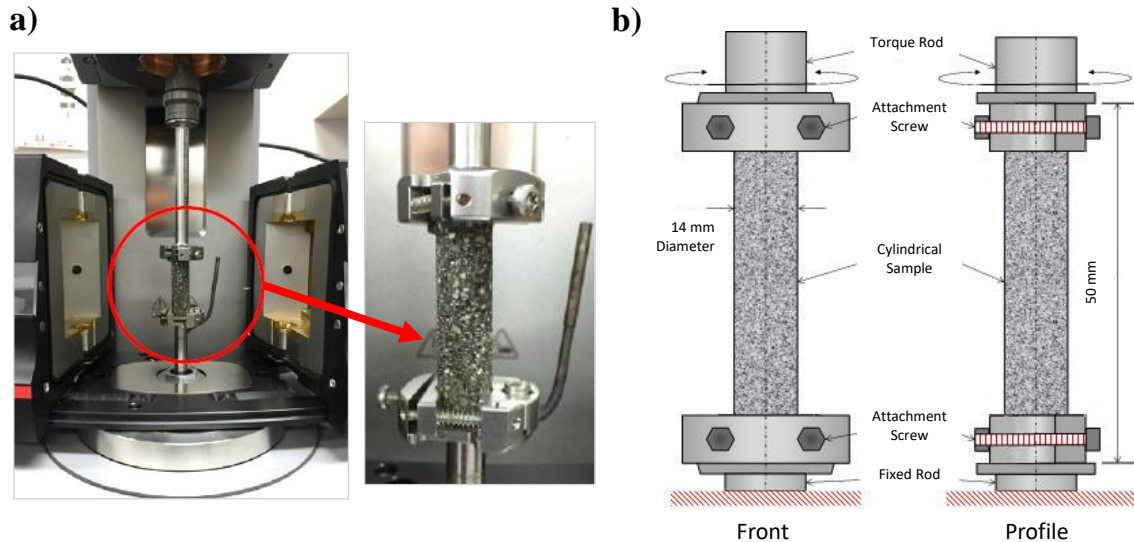 a)
b)
Torque Rod
Attachment
Screw
14 mm
Diameter
Cylindrical
Sample
50 mm
Attachment
Screw
Fixed Rod
Front
Profile